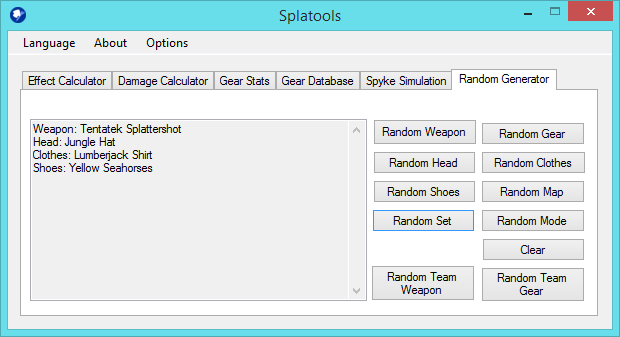 Splatools
Language About Options
Effect Calculator Damage Calculator Gear Stats Gear Database Spyke Simulation Random Generator
Weapon: Tentatek Splattershot
Head: Jungle Hat
Clothes: Lumberjack Shirt
Shoes: Yellow Seahorses
Random Weapon Random Gear
Random Head Random Clothes
Random Shoes Random Map
Random Set Random Mode
Clear
Random Team
Weapon
Random Team
Gear